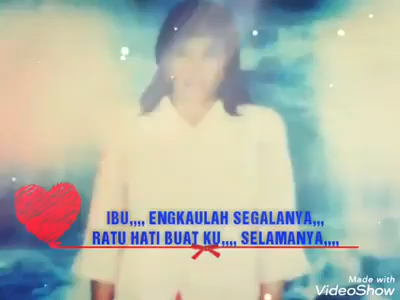 IBU,,,, ENGKAULAH SEGALANYA,,,
RATU HATI BUAT KU,,,, SELAMANYA,,,,
Made with
VideoShow